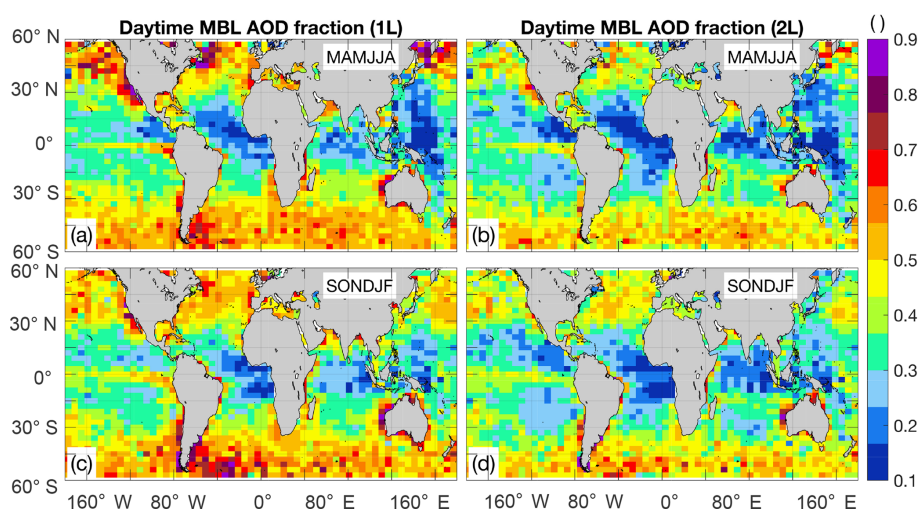 Daytime MBL AOD fraction (1L)
Daytime MBL AOD fraction (2L)
( )
60° N
30° N
0°
30° S
60° S
MAMJJA
(a)
MAMJJA
(b)
60° N
30° N
0°
30° S
60° S
SONDJF
(c)
SONDJF
(d)
160° W 80° W 0° 80° E 160° E
160° W 80° W 0° 80° E 160° E
0.9
0.8
0.7
0.6
0.5
0.4
0.3
0.2
0.1